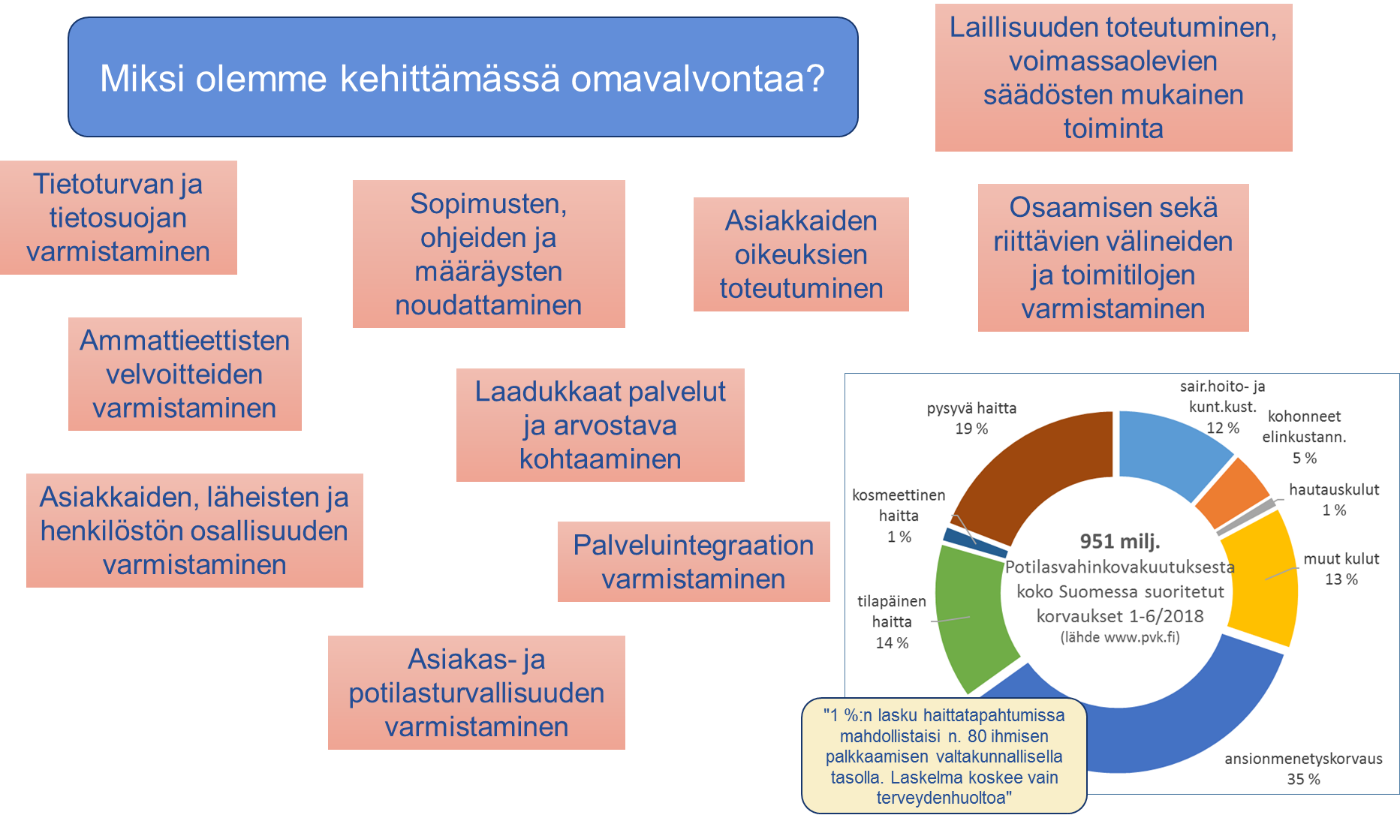 Miksi olemme kehittämässä omavalvontaa?
Laillisuuden toteutuminen,
voimassaolevien
säädösten mukainen
toiminta
Tietoturvan ja
tietosuojan
varmistaminen
Sopimusten,
ohjeiden ja
määräysten
noudattaminen
Asiakkaiden
oikeuksien
toteutuminen
Osaamisen sekä
riittävien välineiden
ja toimitilojen
varmistaminen
Ammattieettisten
velvoitteiden
varmistaminen
Laadukkaat palvelut
ja arvostava
kohtaaminen
Asiakkaiden, läheisten ja
henkilöstön osallisuuden
varmistaminen
Palveluintegraation
varmistaminen
Asiakas- ja
potilasturvallisuuden
varmistaminen
sair.hoito- ja
kunt.kust.
12 %
kohonneet
elinkustann.
5 %
hautauskulut
1 %
muut kulut
13 %
ansionmenetyskorvaus
35 %
tilapäinen
haitta
14 %
kosmeettinen
haitta
1 %
pysyvä haitta
19 %
951 milj.
Potilasvahinkovakuutuksesta
koko Suomessa suoritetut
korvaukset 1-6/2018
(lähde www.pvk.fi)
"1 %:n lasku haittatapahtumissa
mahdollistaisi n. 80 ihmisen
palkkaamisen valtakunnallisella
tasolla. Laskelma koskee vain
terveydenhuoltoa"